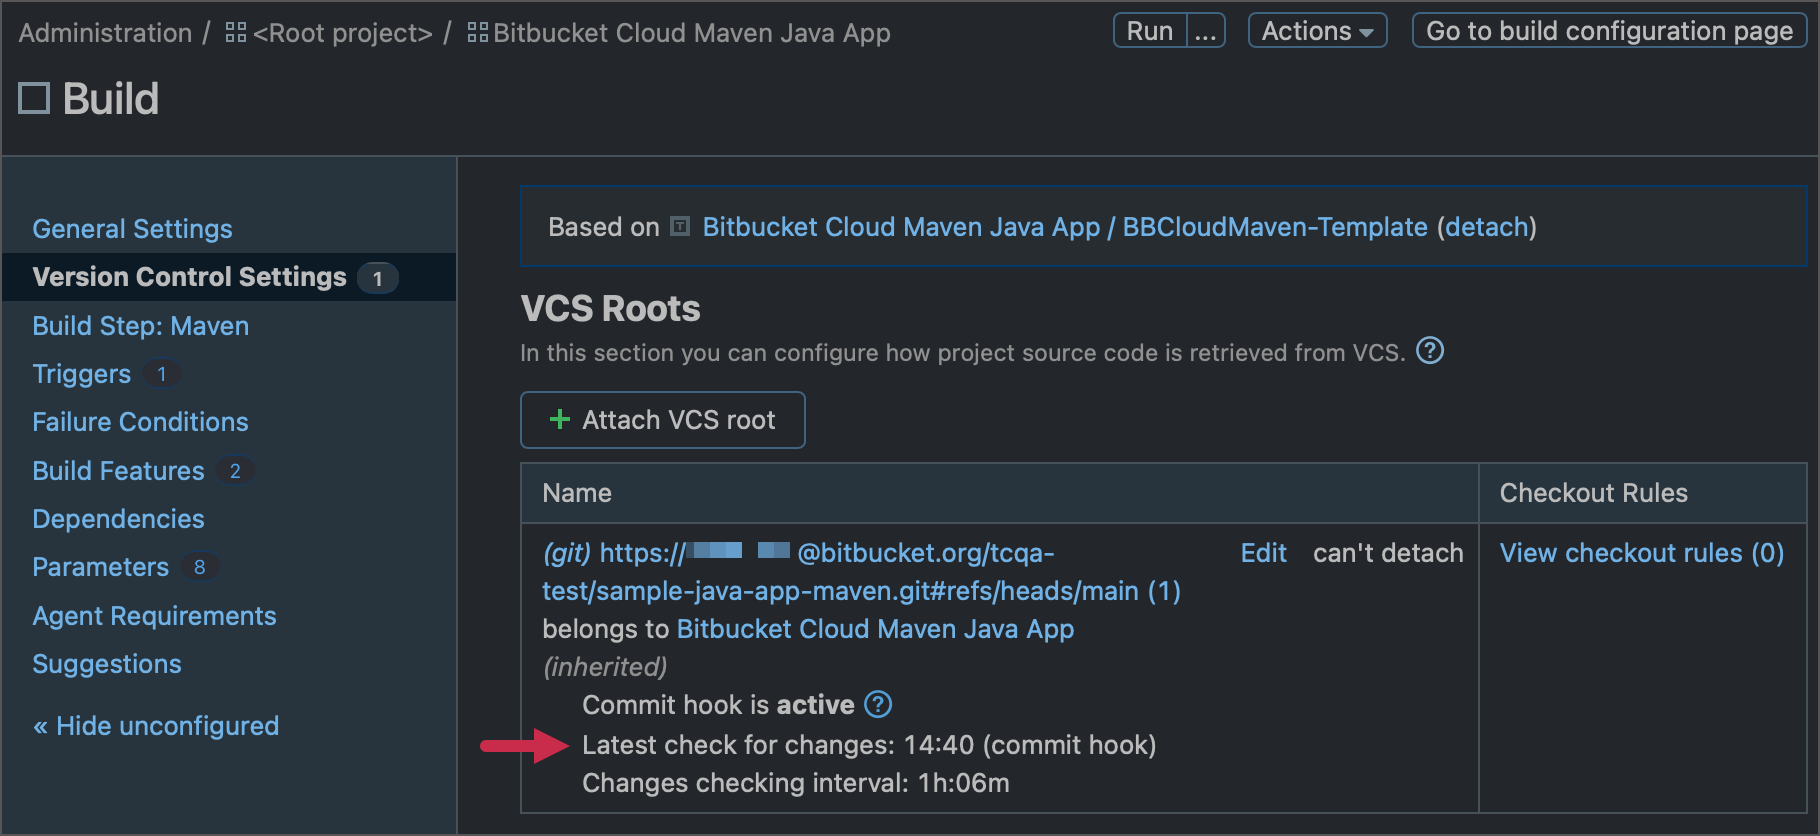 Administration / <Root project> / Bitbucket Cloud Maven Java App
Run ... Actions Go to build configuration page
Build
General Settings
Version Control Settings 1
Build Step: Maven
Triggers 1
Failure Conditions
Build Features 2
Dependencies
Parameters 8
Agent Requirements
Suggestions
« Hide unconfigured
Based on T Bitbucket Cloud Maven Java App / BBCloudMaven-Template (detach)
VCS Roots
In this section you can configure how project source code is retrieved from VCS. ?
+ Attach VCS root
Name Checkout Rules
(git) https:// @bitbucket.org/tcqa- Edit can't detach View checkout rules (0)
test/sample-java-app-maven.git#refs/heads/main (1)
belongs to Bitbucket Cloud Maven Java App
(inherited)
Commit hook is active ?
Latest check for changes: 14:40 (commit hook)
Changes checking interval: 1h:06m